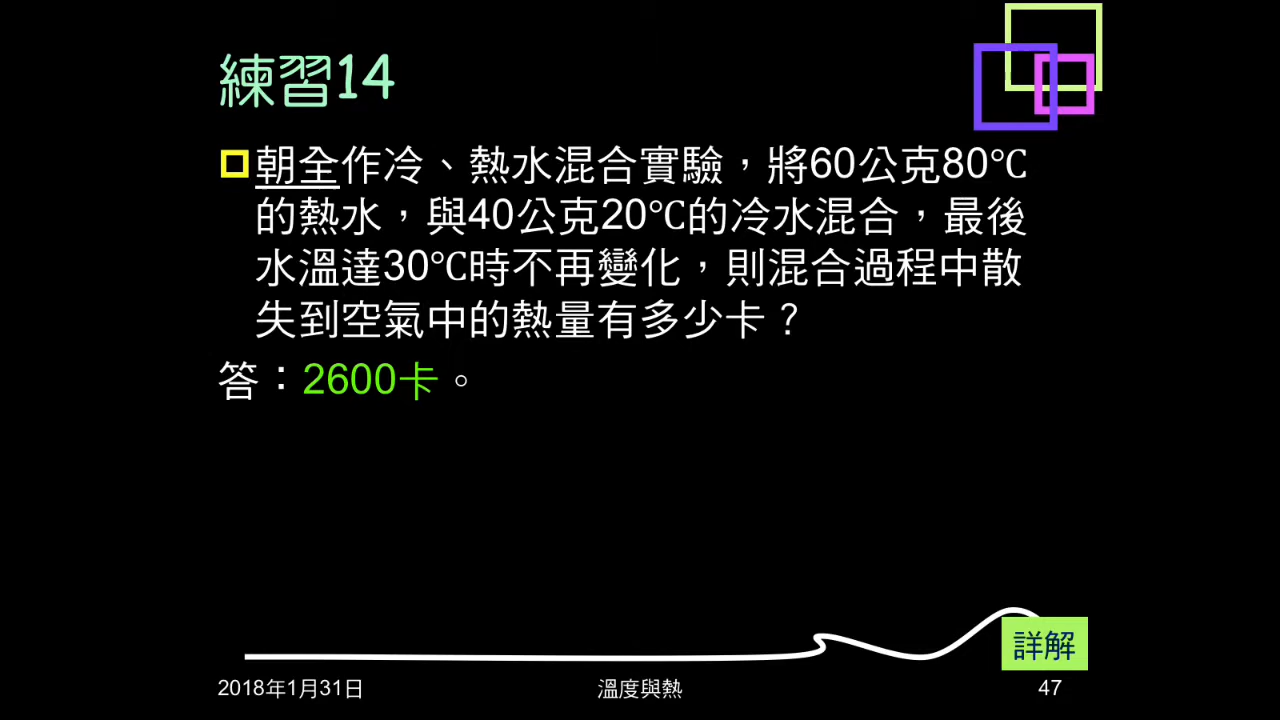 練習14
朝全作冷、熱水混合實驗，將60公克80℃
的熱水，與40公克20℃的冷水混合，最後
水溫達30℃時不再變化，則混合過程中散
失到空氣中的熱量有多少卡？
答：2600卡。
詳解
2018年1月31日
溫度與熱
47